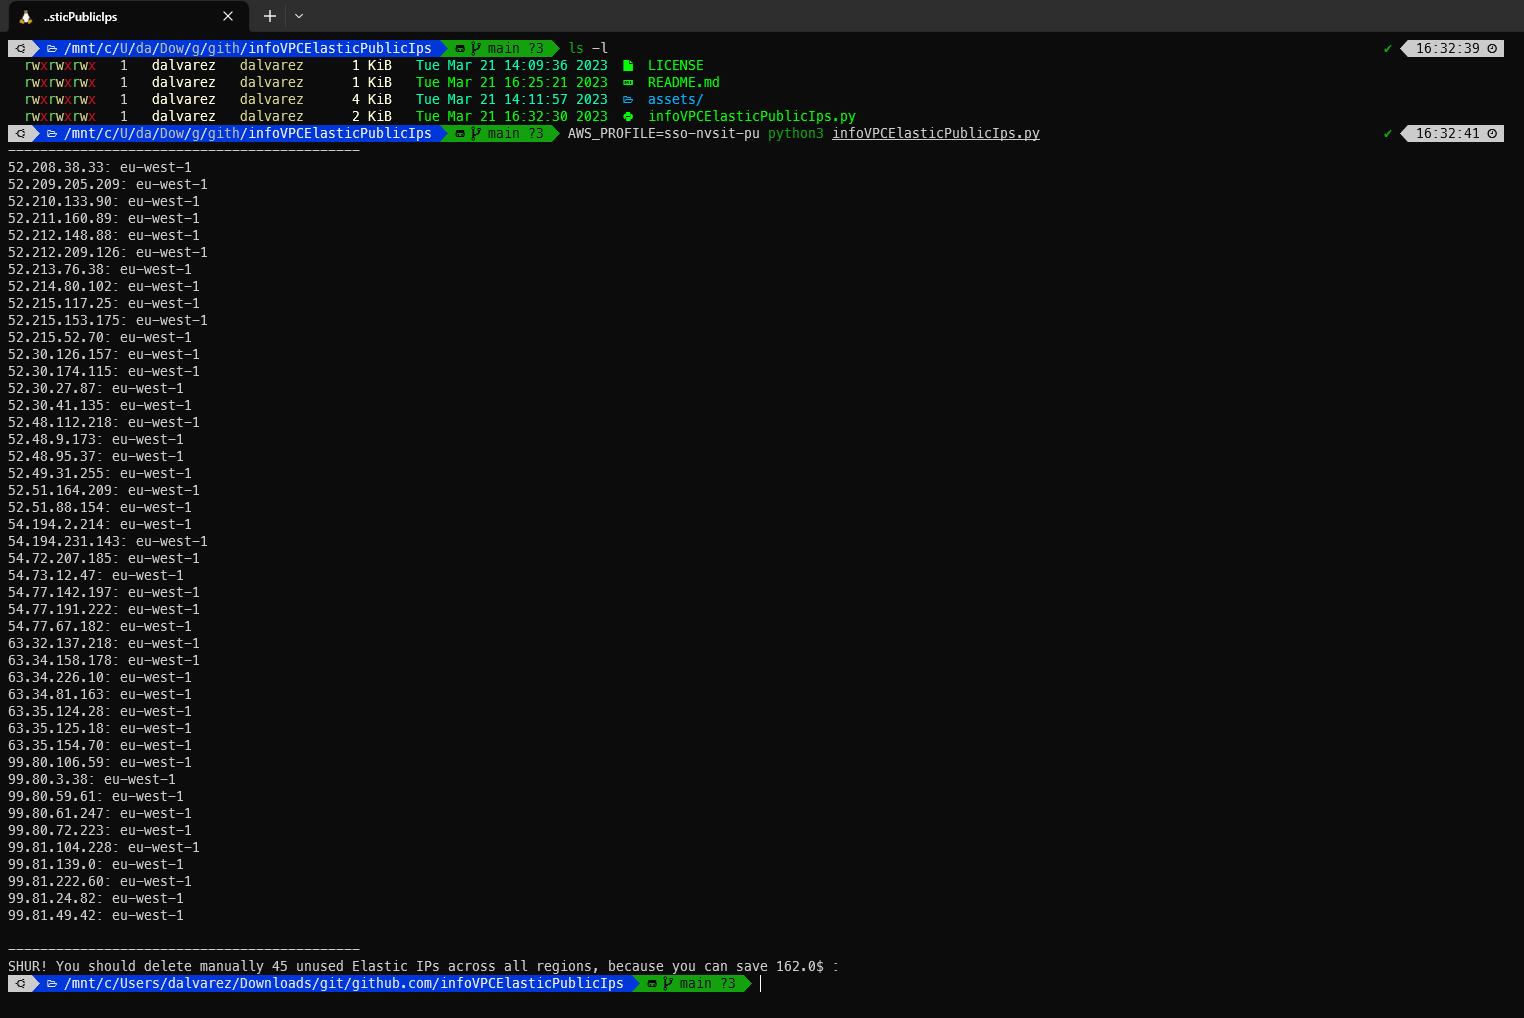 ..sticPublicIps
/mnt/c/U/da/Dow/g/gith/infoVPCElasticPublicIps main ?3 ls -l ✔ 16:32:39
rwxrwxrwx 1 dalvarez dalvarez 1 KiB Tue Mar 21 14:09:36 2023 LICENSE
rwxrwxrwx 1 dalvarez dalvarez 1 KiB Tue Mar 21 16:25:21 2023 README.md
rwxrwxrwx 1 dalvarez dalvarez 4 KiB Tue Mar 21 14:11:57 2023 assets/
rwxrwxrwx 1 dalvarez dalvarez 2 KiB Tue Mar 21 16:32:30 2023 infoVPCElasticPublicIps.py
/mnt/c/U/da/Dow/g/gith/infoVPCElasticPublicIps main ?3 AWS_PROFILE=sso-nvsit-pu python3 infoVPCElasticPublicIps.py ✔ 16:32:41
--------------------------------------------
52.208.38.33: eu-west-1
52.209.205.209: eu-west-1
52.210.133.90: eu-west-1
52.211.160.89: eu-west-1
52.212.148.88: eu-west-1
52.212.209.126: eu-west-1
52.213.76.38: eu-west-1
52.214.80.102: eu-west-1
52.215.117.25: eu-west-1
52.215.153.175: eu-west-1
52.215.52.70: eu-west-1
52.30.126.157: eu-west-1
52.30.174.115: eu-west-1
52.30.27.87: eu-west-1
52.30.41.135: eu-west-1
52.48.112.218: eu-west-1
52.48.9.173: eu-west-1
52.48.95.37: eu-west-1
52.49.31.255: eu-west-1
52.51.164.209: eu-west-1
52.51.88.154: eu-west-1
54.194.2.214: eu-west-1
54.194.231.143: eu-west-1
54.72.207.185: eu-west-1
54.73.12.47: eu-west-1
54.77.142.197: eu-west-1
54.77.191.222: eu-west-1
54.77.67.182: eu-west-1
63.32.137.218: eu-west-1
63.34.158.178: eu-west-1
63.34.226.10: eu-west-1
63.34.81.163: eu-west-1
63.35.124.28: eu-west-1
63.35.125.18: eu-west-1
63.35.154.70: eu-west-1
99.80.106.59: eu-west-1
99.80.3.38: eu-west-1
99.80.59.61: eu-west-1
99.80.61.247: eu-west-1
99.80.72.223: eu-west-1
99.81.104.228: eu-west-1
99.81.139.0: eu-west-1
99.81.222.60: eu-west-1
99.81.24.82: eu-west-1
99.81.49.42: eu-west-1
--------------------------------------------
SHUR! You should delete manually 45 unused Elastic IPs across all regions, because you can save 162.0$ :
/mnt/c/Users/dalvarez/Downloads/git/github.com/infoVPCElasticPublicIps main ?3